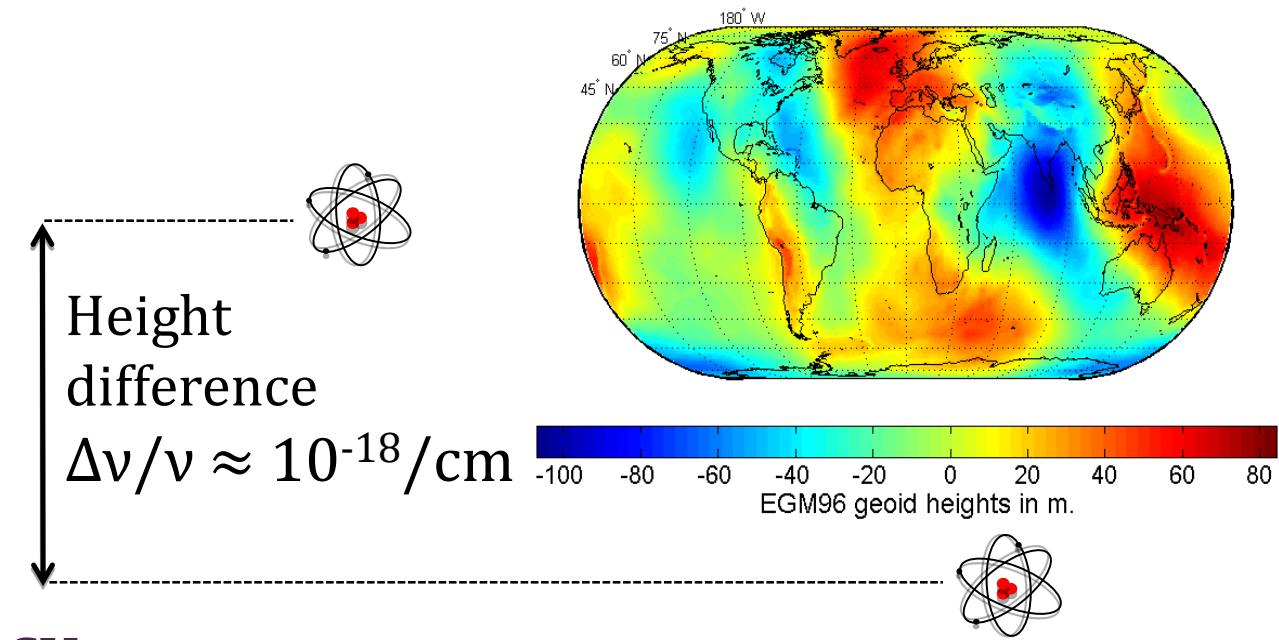 180° W
75° N
60° N
45° N
Height
difference
Δν/ν ≈ 10⁻¹⁸/cm
-100 -80 -60 -40 -20 0 20 40 60 80
EGM96 geoid heights in m.